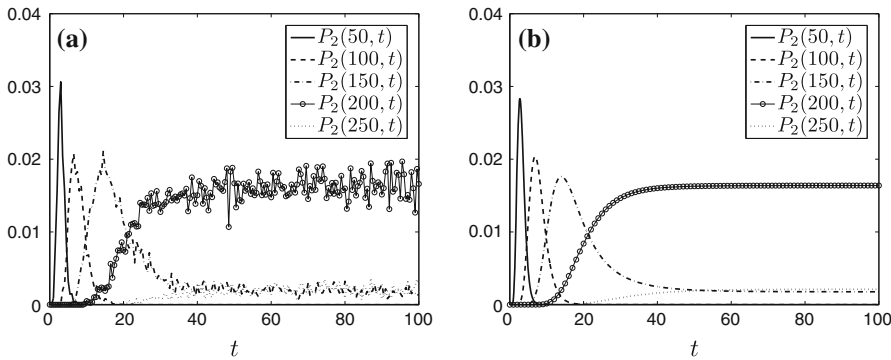 (a)
0.04
0.03
0.02
0.01
0
0 20 40 60 80 100
t
P₂(50, t)
P₂(100, t)
P₂(150, t)
P₂(200, t)
P₂(250, t)
(b)
0.04
0.03
0.02
0.01
0
0 20 40 60 80 100
t
P₂(50, t)
P₂(100, t)
P₂(150, t)
P₂(200, t)
P₂(250, t)